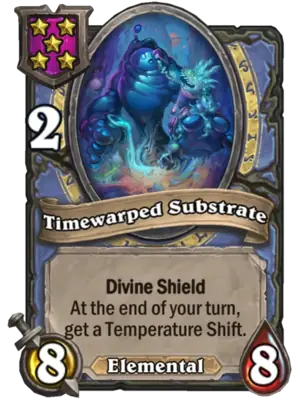 2
Timewarped Substrate
Divine Shield
At the end of your turn,
get a Temperature Shift.
8 Elemental 8